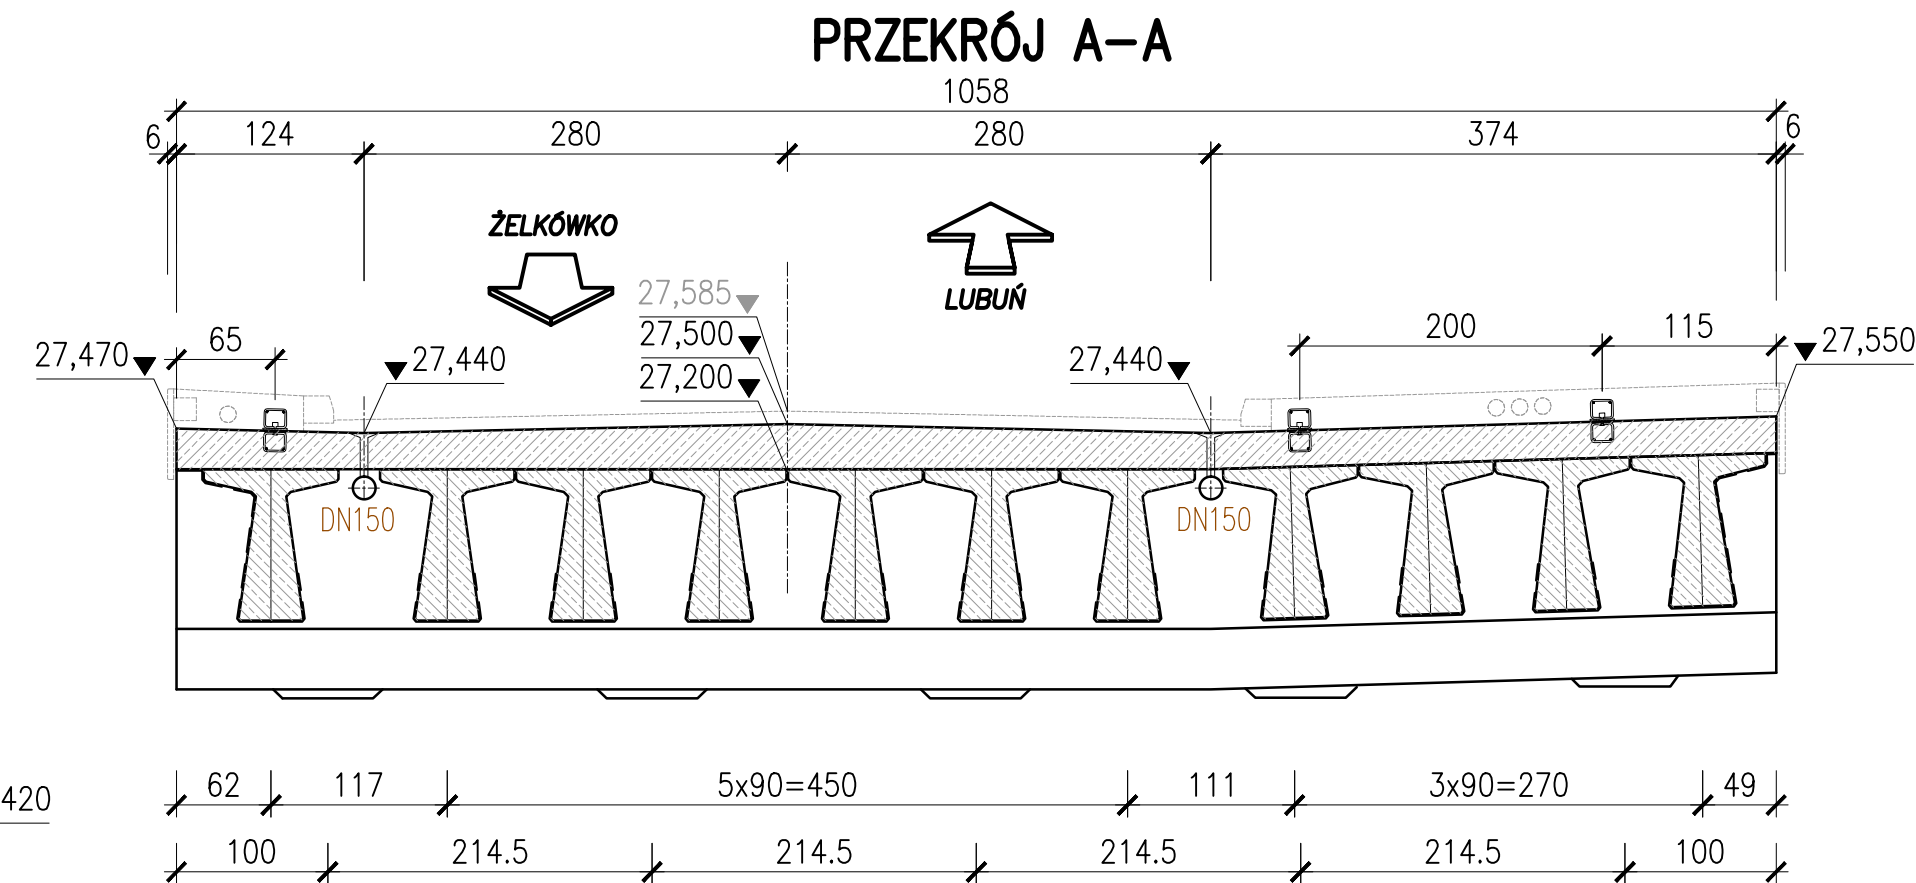 PRZEKRÓJ A-A
1058
6 124 280 280 374 6
ŻELKÓWKO
LUBUŃ
27,585
27,500
27,200
27,470 65 27,440 27,440 200 115 27,550
DN150 DN150
420
62 117 5x90=450 111 3x90=270 49
100 214.5 214.5 214.5 214.5 100